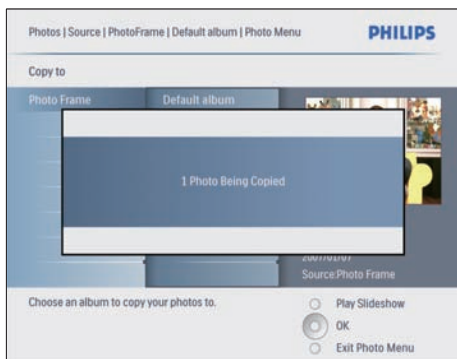 Photos | Source | PhotoFrame | Default album | Photo Menu
PHILIPS
Copy to
Photo Frame
Default album
1 Photo Being Copied
2007/01/07
Source:Photo Frame
Choose an album to copy your photos to.
Play Slideshow
OK
Exit Photo Menu